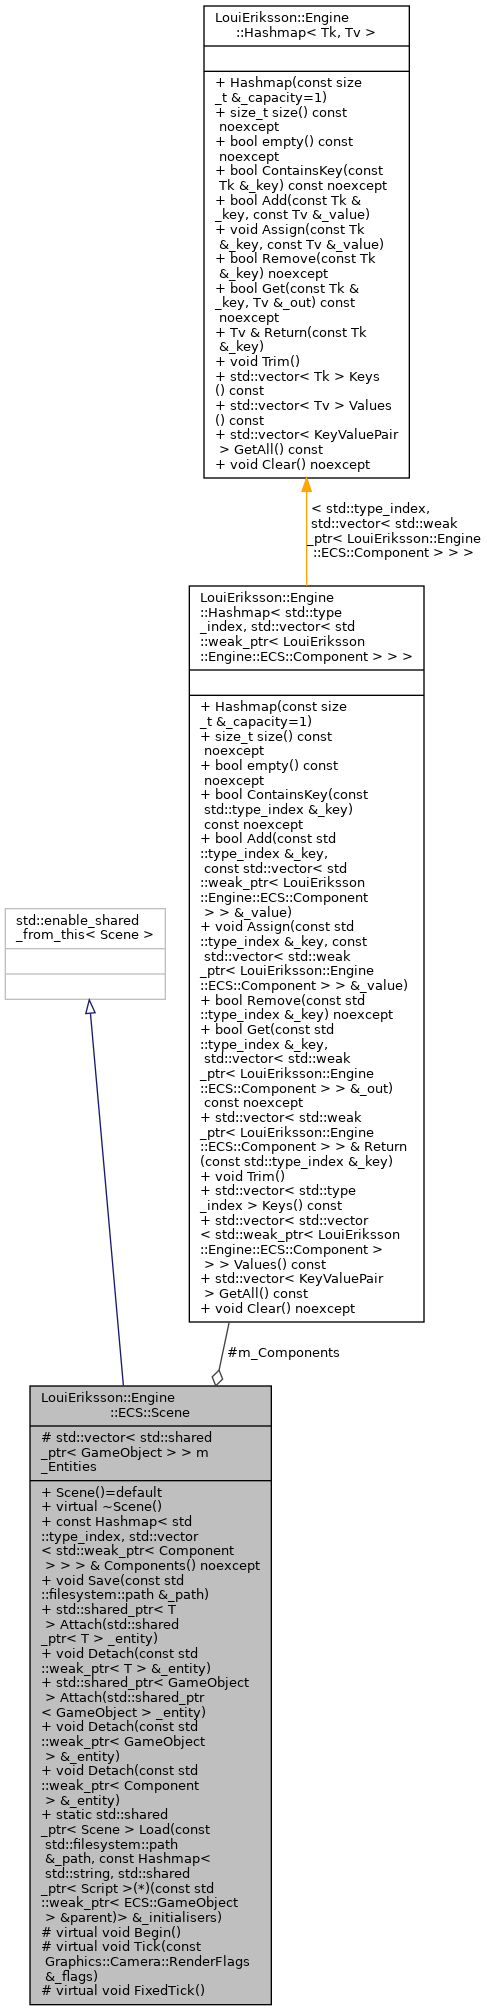 LouiEriksson::Engine
::Hashmap< Tk, Tv >
+ Hashmap(const size
_t &_capacity=1)
+ size_t size() const
noexcept
+ bool empty() const
noexcept
+ bool ContainsKey(const
Tk &_key) const noexcept
+ bool Add(const Tk &
_key, const Tv &_value)
+ void Assign(const Tk
&_key, const Tv &_value)
+ bool Remove(const Tk
&_key) noexcept
+ bool Get(const Tk &
_key, Tv &_out) const
noexcept
+ Tv & Return(const Tk
&_key)
+ void Trim()
+ std::vector< Tk > Keys
() const
+ std::vector< Tv > Values
() const
+ std::vector< KeyValuePair
> GetAll() const
+ void Clear() noexcept
< std::type_index,
std::vector< std::weak
_ptr< LouiEriksson::Engine
::ECS::Component > > >
LouiEriksson::Engine
::Hashmap< std::type
_index, std::vector< std
::weak_ptr< LouiEriksson
::Engine::ECS::Component > > >
+ Hashmap(const size
_t &_capacity=1)
+ size_t size() const
noexcept
+ bool empty() const
noexcept
+ bool ContainsKey(const
std::type_index &_key)
const noexcept
+ bool Add(const std
::type_index &_key,
const std::vector< std
::weak_ptr< LouiEriksson
::Engine::ECS::Component
> > &_value)
+ void Assign(const std
::type_index &_key, const
std::vector< std::weak
_ptr< LouiEriksson::Engine
::ECS::Component > > &_value)
+ bool Remove(const std
::type_index &_key) noexcept
+ bool Get(const std
::type_index &_key,
std::vector< std::weak
_ptr< LouiEriksson::Engine
::ECS::Component > > &_out)
const noexcept
+ std::vector< std::weak
_ptr< LouiEriksson::Engine
::ECS::Component > > & Return
(const std::type_index &_key)
+ void Trim()
+ std::vector< std::type
_index > Keys() const
+ std::vector< std::vector
< std::weak_ptr< LouiEriksson
::Engine::ECS::Component >
> > Values() const
+ std::vector< KeyValuePair
> GetAll() const
+ void Clear() noexcept
std::enable_shared
_from_this< Scene >
#m_Components
LouiEriksson::Engine
::ECS::Scene
# std::vector< std::shared
_ptr< GameObject > > m
_Entities
+ Scene()=default
+ virtual ~Scene()
+ const Hashmap< std
::type_index, std::vector
< std::weak_ptr< Component
> > > & Components() noexcept
+ void Save(const std
::filesystem::path &_path)
+ std::shared_ptr< T
> Attach(std::shared
_ptr< T > _entity)
+ void Detach(const std
::weak_ptr< T > &_entity)
+ std::shared_ptr< GameObject
> Attach(std::shared_ptr
< GameObject > _entity)
+ void Detach(const std
::weak_ptr< GameObject
> &_entity)
+ void Detach(const std
::weak_ptr< Component
> &_entity)
+ static std::shared
_ptr< Scene > Load(const
std::filesystem::path
&_path, const Hashmap<
std::string, std::shared
_ptr< Script >(*)(const std
::weak_ptr< ECS::GameObject
> &parent)> &_initialisers)
# virtual void Begin()
# virtual void Tick(const
Graphics::Camera::RenderFlags
&_flags)
# virtual void FixedTick()